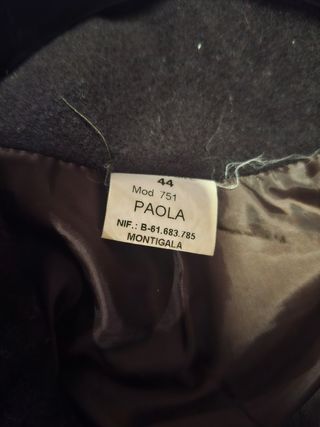 44
Mod 751
PAOLA
NIF.: B-61.683.785
MONTIGALA